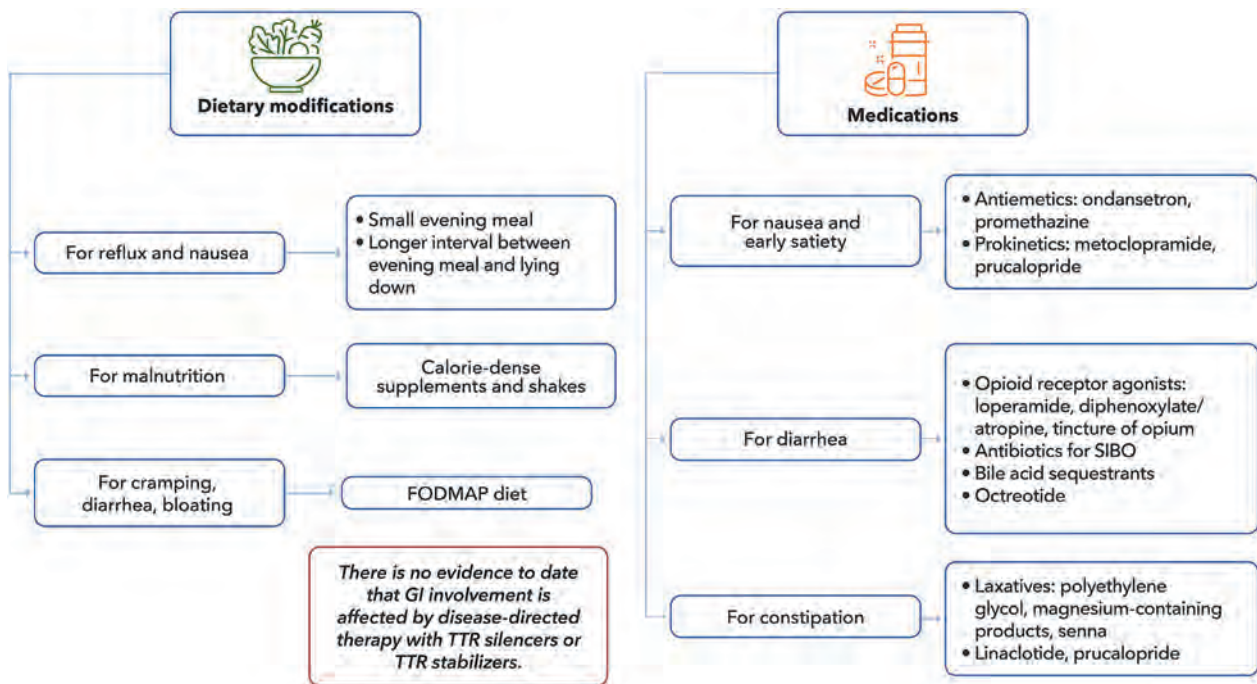 Dietary modifications
For reflux and nausea
• Small evening meal
• Longer interval between
evening meal and lying
down
For malnutrition
Calorie-dense
supplements and shakes
For cramping,
diarrhea, bloating
FODMAP diet
There is no evidence to date
that GI involvement is
affected by disease-directed
therapy with TTR silencers or
TTR stabilizers.
Medications
For nausea and
early satiety
• Antiemetics: ondansetron,
promethazine
• Prokinetics: metoclopramide,
prucalopride
For diarrhea
• Opioid receptor agonists:
loperamide, diphenoxylate/
atropine, tincture of opium
• Antibiotics for SIBO
• Bile acid sequestrants
• Octreotide
For constipation
• Laxatives: polyethylene
glycol, magnesium-containing
products, senna
• Linaclotide, prucalopride